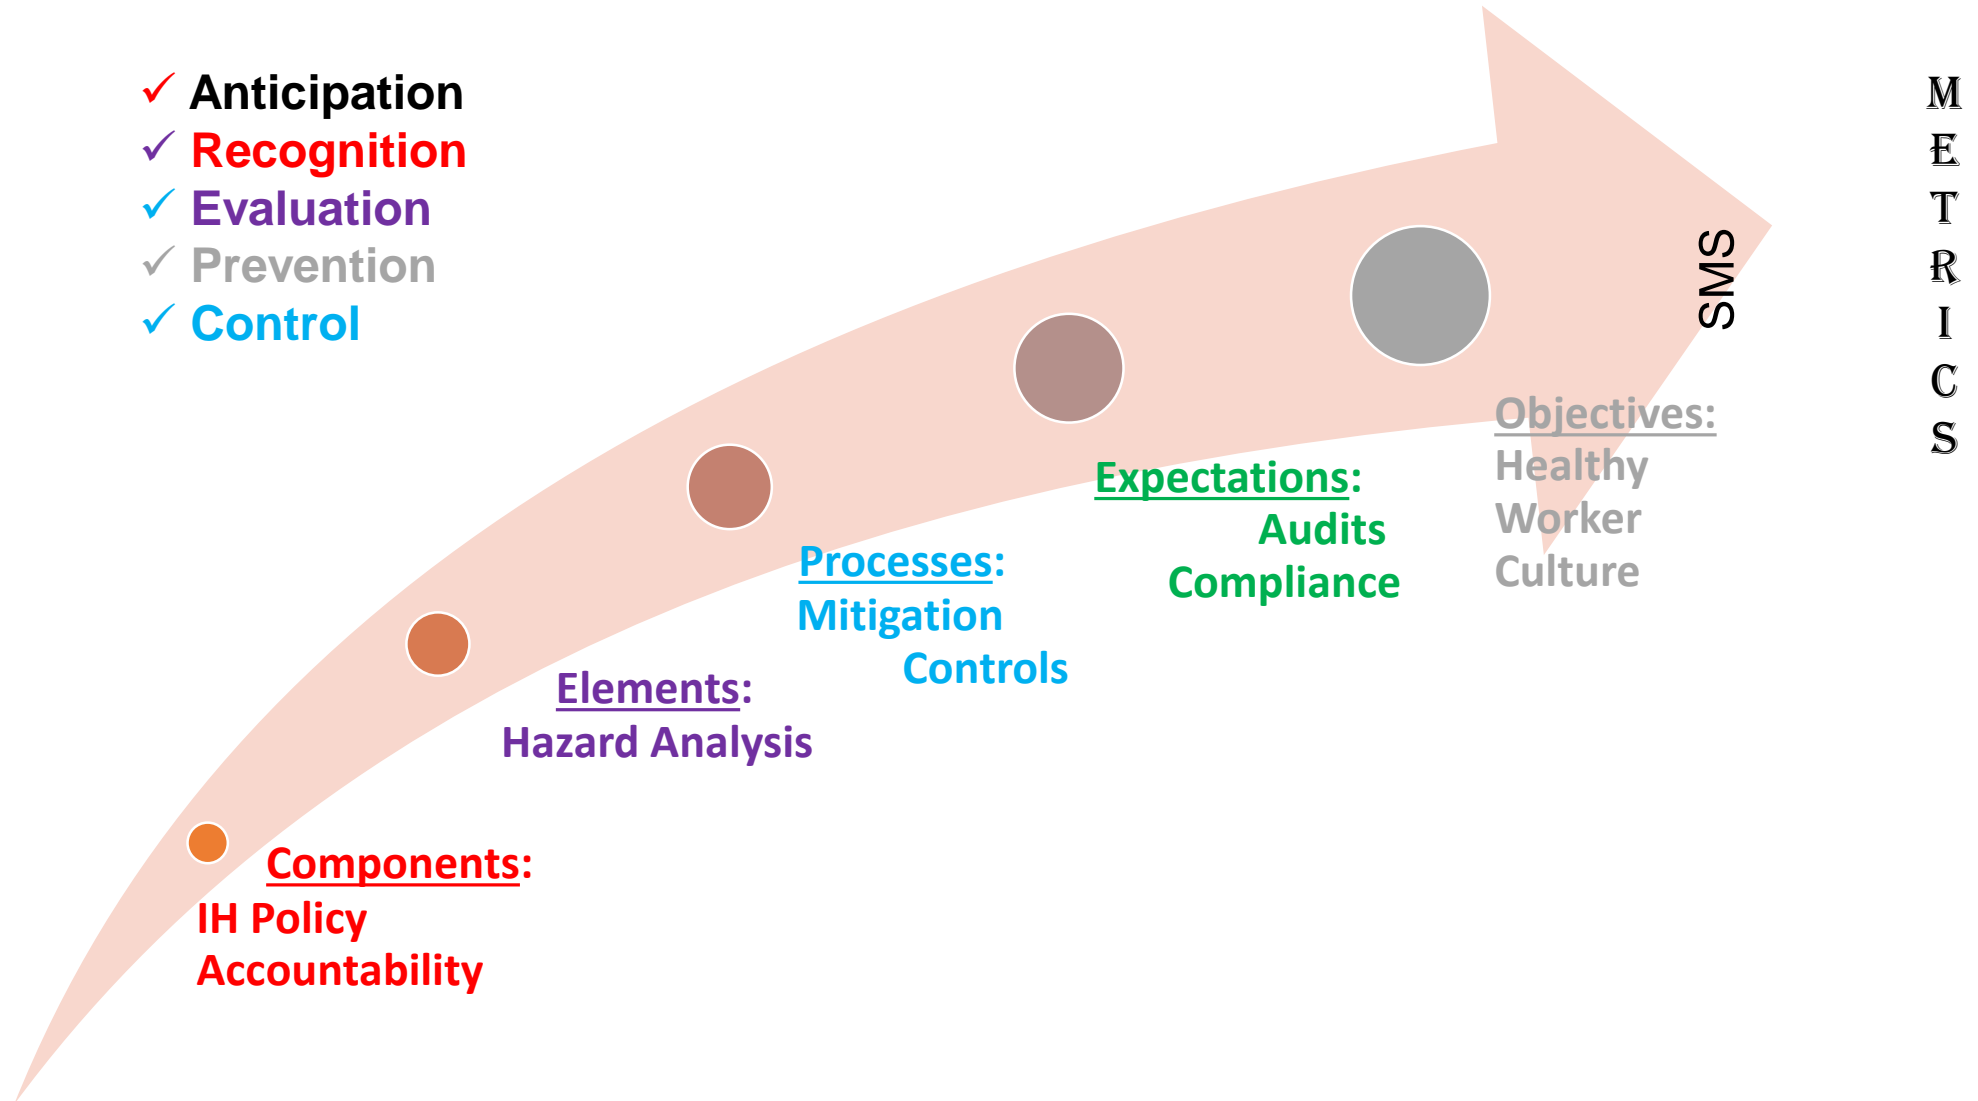 Anticipation
Recognition
Evaluation
Prevention
Control
Components:
IH Policy
Accountability
Elements:
Hazard Analysis
Processes:
Mitigation
Controls
Expectations:
Audits
Compliance
Objectives:
Healthy
Worker
Culture
SMS
METRICS